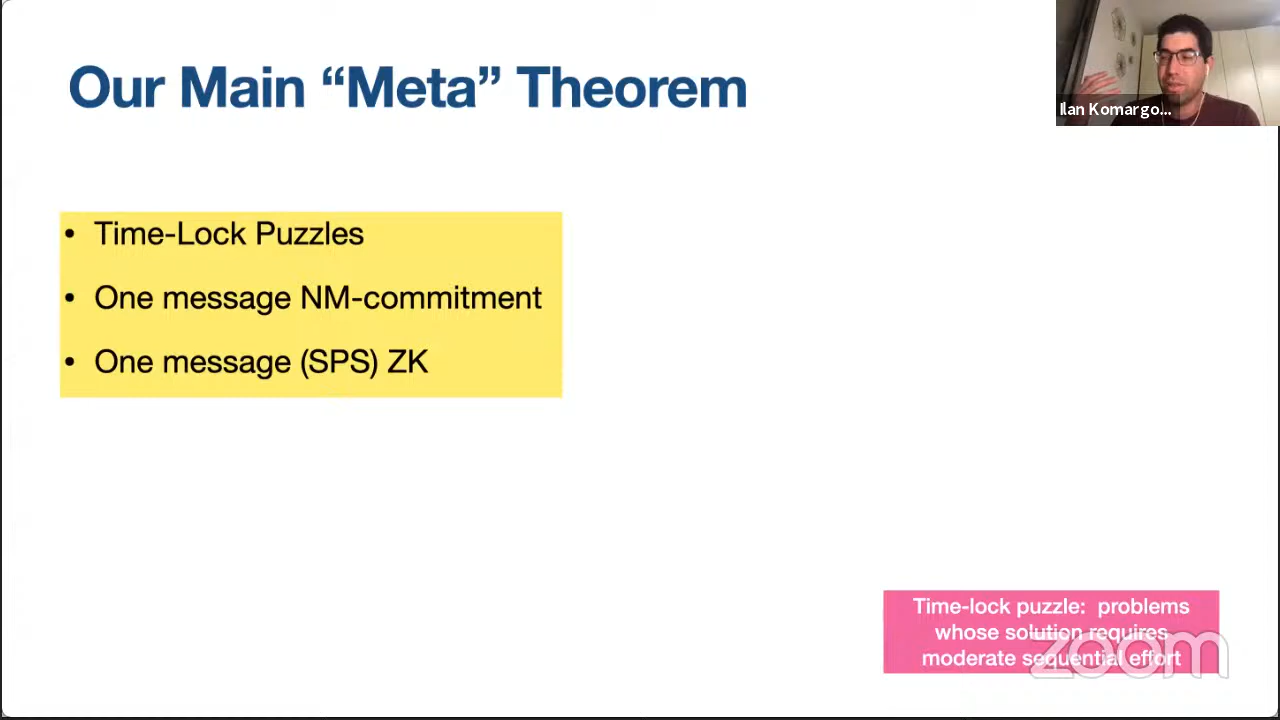 Our Main “Meta” Theorem
Ilan Komargo...
• Time-Lock Puzzles
• One message NM-commitment
• One message (SPS) ZK
Time-lock puzzle: problems
whose solution requires
moderate sequential effort
zoom